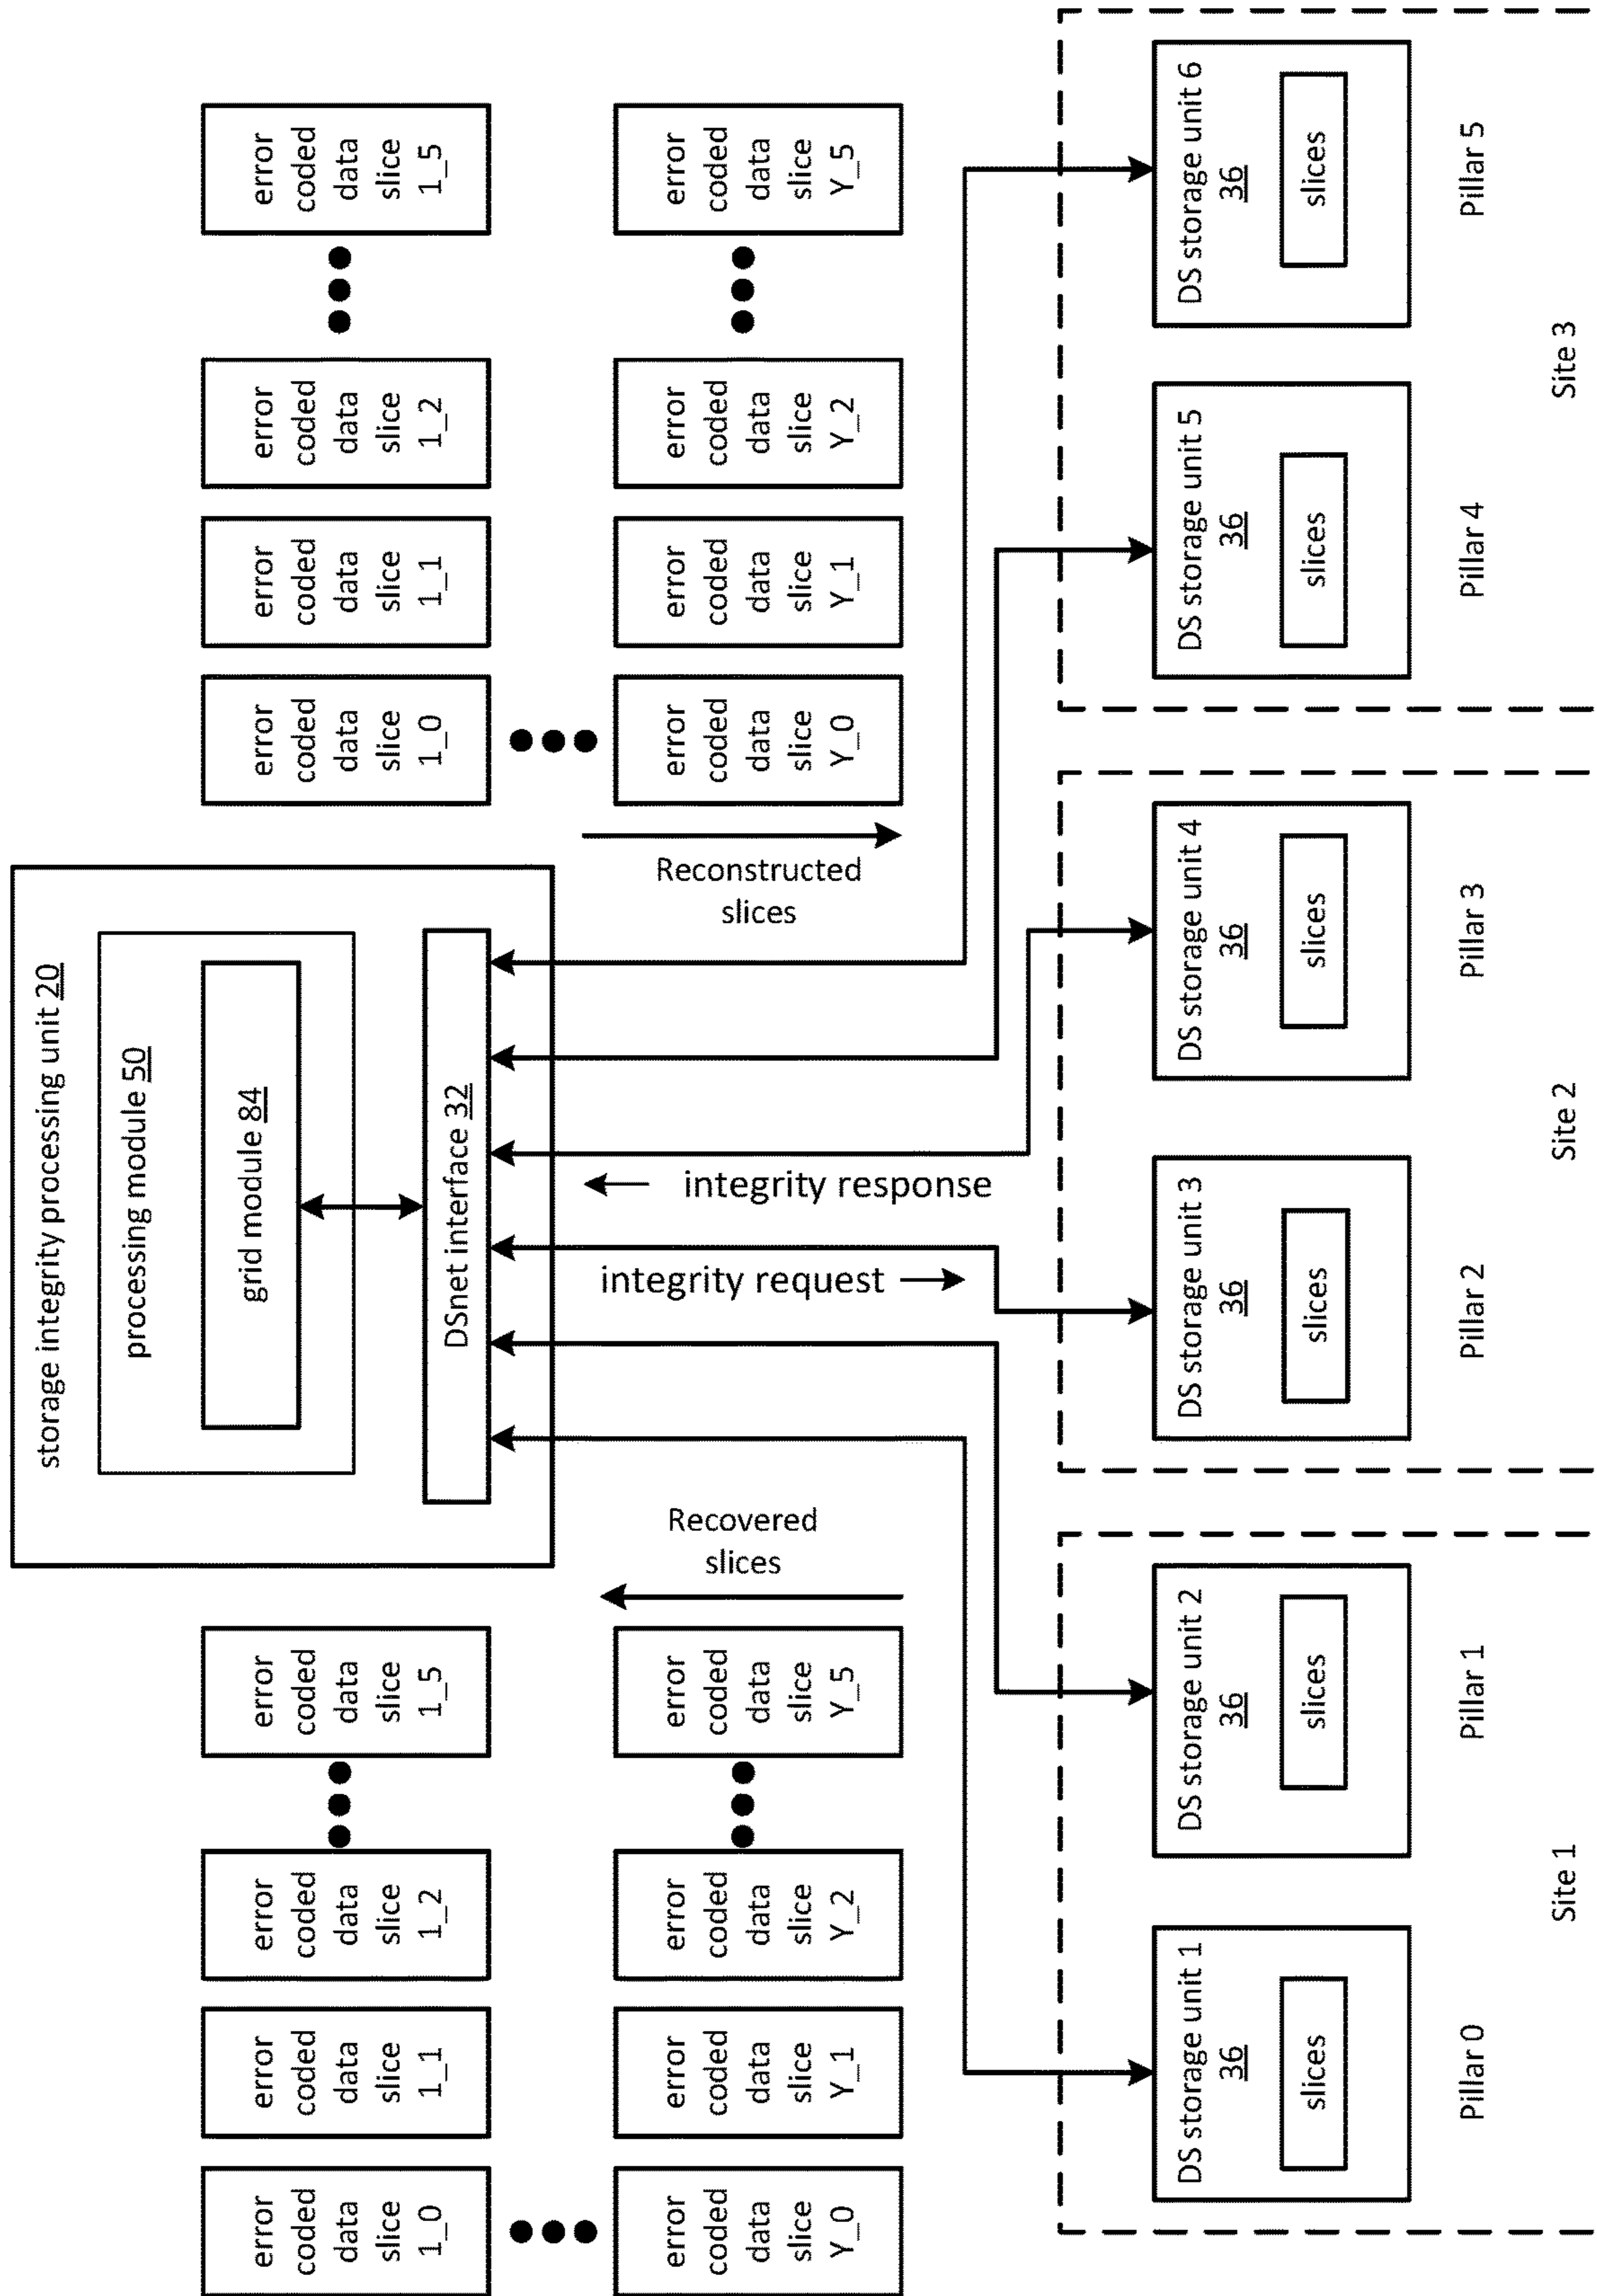 storage integrity processing unit 20
processing module 50
grid module 84
DSnet interface 32
error
coded
data
slice
1_0
error
coded
data
slice
1_1
error
coded
data
slice
1_2
error
coded
data
slice
1_5
error
coded
data
slice
Y_0
error
coded
data
slice
Y_1
error
coded
data
slice
Y_2
error
coded
data
slice
Y_5
Recovered
slices
integrity request
integrity response
Reconstructed
slices
error
coded
data
slice
1_0
error
coded
data
slice
1_1
error
coded
data
slice
1_2
error
coded
data
slice
1_5
error
coded
data
slice
Y_0
error
coded
data
slice
Y_1
error
coded
data
slice
Y_2
error
coded
data
slice
Y_5
DS storage unit 1
36
slices
Pillar 0
DS storage unit 2
36
slices
Pillar 1
Site 1
DS storage unit 3
36
slices
Pillar 2
DS storage unit 4
36
slices
Pillar 3
Site 2
DS storage unit 5
36
slices
Pillar 4
DS storage unit 6
36
slices
Pillar 5
Site 3